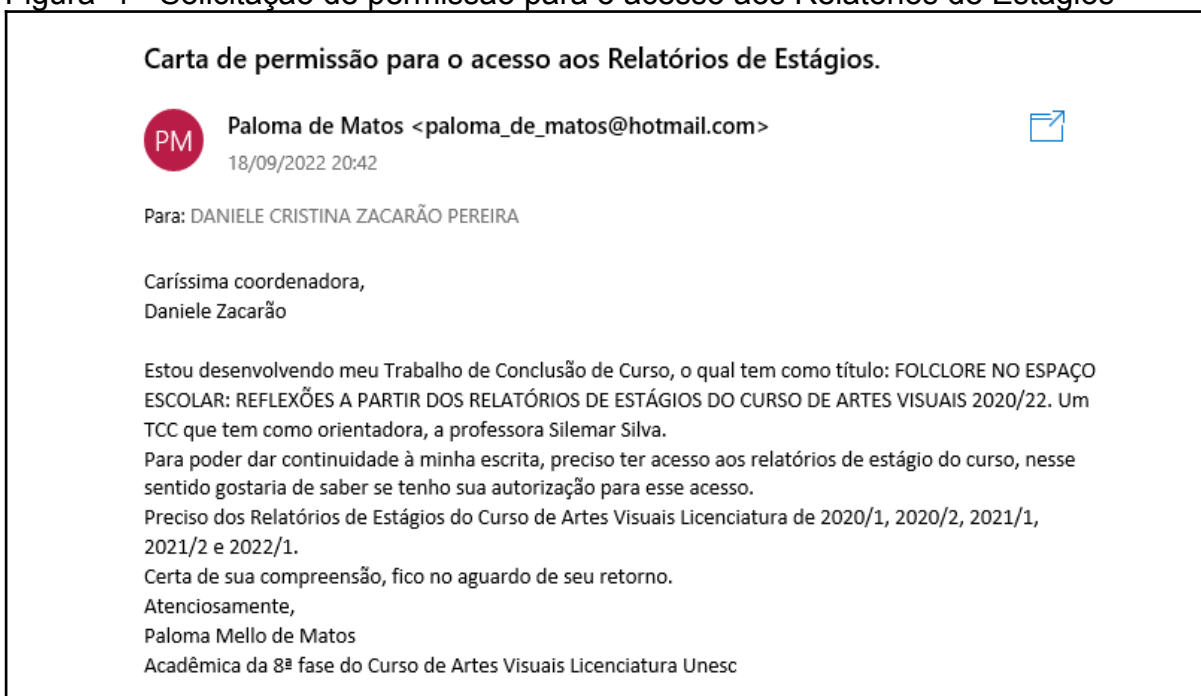 Figura 4 - Solicitação de permissão para o acesso aos Relatórios de Estágios
Carta de permissão para o acesso aos Relatórios de Estágios.
PM
Paloma de Matos <paloma_de_matos@hotmail.com>
18/09/2022 20:42
Para: DANIELE CRISTINA ZACARÃO PEREIRA
Caríssima coordenadora,
Daniele Zacarão
Estou desenvolvendo meu Trabalho de Conclusão de Curso, o qual tem como título: FOLCLORE NO ESPAÇO
ESCOLAR: REFLEXÕES A PARTIR DOS RELATÓRIOS DE ESTÁGIOS DO CURSO DE ARTES VISUAIS 2020/22. Um
TCC que tem como orientadora, a professora Silemar Silva.
Para poder dar continuidade à minha escrita, preciso ter acesso aos relatórios de estágio do curso, nesse
sentido gostaria de saber se tenho sua autorização para esse acesso.
Preciso dos Relatórios de Estágios do Curso de Artes Visuais Licenciatura de 2020/1, 2020/2, 2021/1,
2021/2 e 2022/1.
Certa de sua compreensão, fico no aguardo de seu retorno.
Atenciosamente,
Paloma Mello de Matos
Acadêmica da 8ª fase do Curso de Artes Visuais Licenciatura Unesc